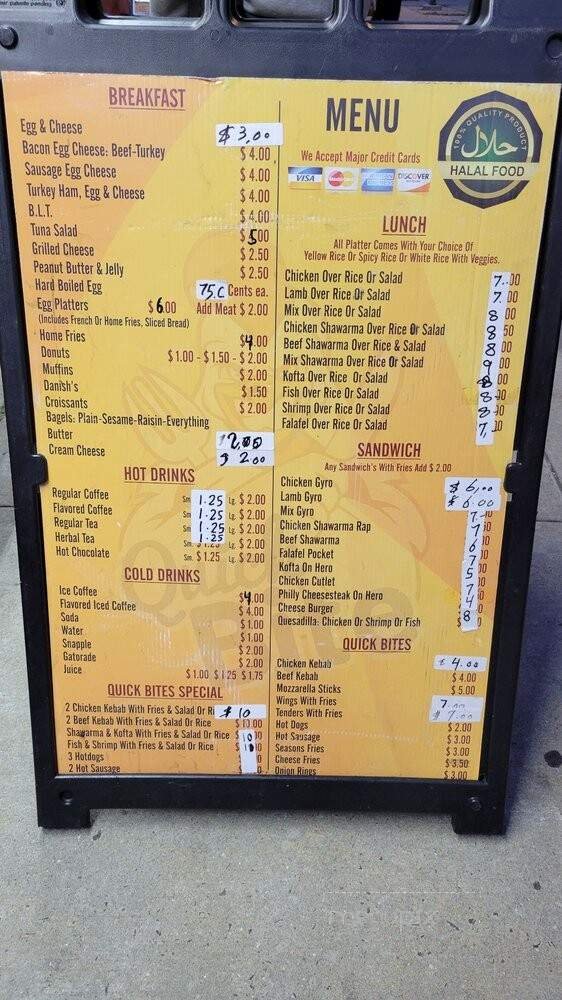 BREAKFAST
Egg & Cheese $3.00
Bacon Egg Cheese: Beef-Turkey $4.00
Sausage Egg Cheese $4.00
Turkey Ham, Egg & Cheese $4.00
B.L.T. $4.00
Tuna Salad $5.00
Grilled Cheese $2.50
Peanut Butter & Jelly $2.50
Hard Boiled Egg 75.C Cents ea.
Egg Platters $6.00 Add Meat $2.00
(Includes French Or Home Fries, Sliced Bread)
Home Fries $4.00
Donuts $1.00 - $1.50 - $2.00
Muffins $2.00
Danish's $1.50
Croissants $2.00
Bagels: Plain-Sesame-Raisin-Everything
Butter 2.00
Cream Cheese 2.00
HOT DRINKS
Regular Coffee Sm. 1.25 Lg. $2.00
Flavored Coffee Sm. 1.25 Lg. $2.00
Regular Tea Sm. 1.25 Lg. $2.00
Herbal Tea Sm. 1.25 Lg. $2.00
Hot Chocolate Sm. $1.25 Lg. $2.00
COLD DRINKS
Ice Coffee $4.00
Flavored Iced Coffee $4.00
Soda $1.00
Water $1.00
Snapple $2.00
Gatorade $2.00
Juice $1.00 $1.25 $1.75
QUICK BITES SPECIAL
2 Chicken Kebab With Fries & Salad Or Ri $10
2 Beef Kebab With Fries & Salad Or Rice $10.00
Shawarma & Kofta With Fries & Salad Or Rice $10
Fish & Shrimp With Fries & Salad Or Rice 10
3 Hotdogs
2 Hot Sausage
MENU
We Accept Major Credit Cards
VISA MasterCard AMERICAN EXPRESS DISCOVER
100% QUALITY PRODUCT
حلال
HALAL FOOD
LUNCH
All Platter Comes With Your Choice Of
Yellow Rice Or Spicy Rice Or White Rice With Veggies.
Chicken Over Rice Or Salad 7.00
Lamb Over Rice Or Salad 7.00
Mix Over Rice Or Salad 8
Chicken Shawarma Over Rice Or Salad 8
Beef Shawarma Over Rice & Salad 8
Mix Shawarma Over Rice Or Salad 9
Kofta Over Rice Or Salad 8
Fish Over Rice Or Salad 8
Shrimp Over Rice Or Salad 8
Falafel Over Rice Or Salad 7
SANDWICH
Any Sandwich's With Fries Add $2.00
Chicken Gyro $6.00
Lamb Gyro $6.00
Mix Gyro 7
Chicken Shawarma Rap 7
Beef Shawarma 7
Falafel Pocket 6
Kofta On Hero 7
Chicken Cutlet 5
Philly Cheesesteak On Hero 7
Cheese Burger 4
Quesadilla: Chicken Or Shrimp Or Fish 8
QUICK BITES
Chicken Kebab 4.00
Beef Kebab $4.00
Mozzarella Sticks $5.00
Wings With Fries 7.00
Tenders With Fries $7.00
Hot Dogs $2.00
Hot Sausage $3.00
Seasons Fries $3.00
Cheese Fries $3.50
Onion Rings $3.00
Quick
Bite
menupix